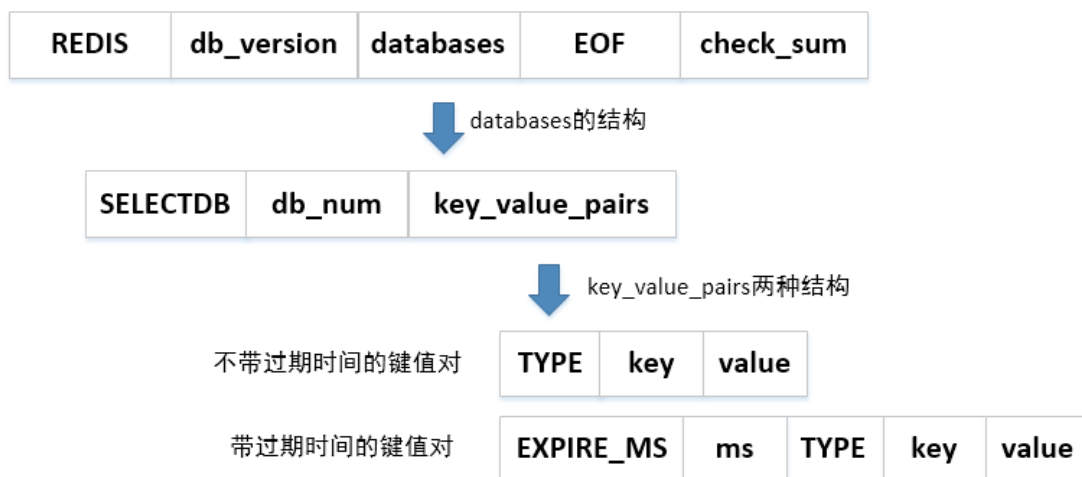 REDIS db_version databases EOF check_sum
databases的结构
SELECTDB db_num key_value_pairs
key_value_pairs两种结构
不带过期时间的键值对 TYPE key value
带过期时间的键值对 EXPIRE_MS ms TYPE key value